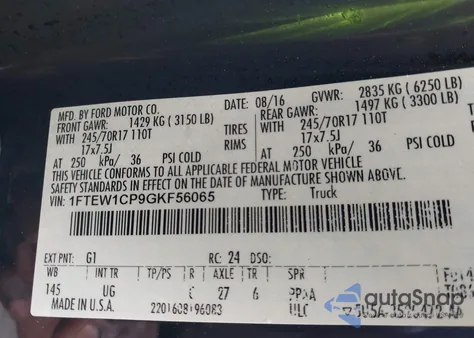 MFD. BY FORD MOTOR CO.
DATE: 08/16 GVWR: 2835 KG ( 6250 LB)
FRONT GAWR: 1429 KG ( 3150 LB) REAR GAWR: 1497 KG ( 3300 LB)
WITH 245/70R17 110T TIRES WITH 245/70R17 110T
17x7.5J RIMS 17x7.5J
AT 250 kPa/ 36 PSI COLD AT 250 kPa/ 36 PSI COLD
THIS VEHICLE CONFORMS TO ALL APPLICABLE FEDERAL MOTOR VEHICLE
SAFETY STANDARDS IN EFFECT ON THE DATE OF MANUFACTURE SHOWN ABOVE.
VIN: 1FTEW1CP9GKF56065 TYPE: Truck
EXT PNT: G1 RC: 24 DSO:
WB INT TR TP/PS R AXLE TR SPR
145 UG 27 6
MADE IN U.S.A. ULC
autoSnap